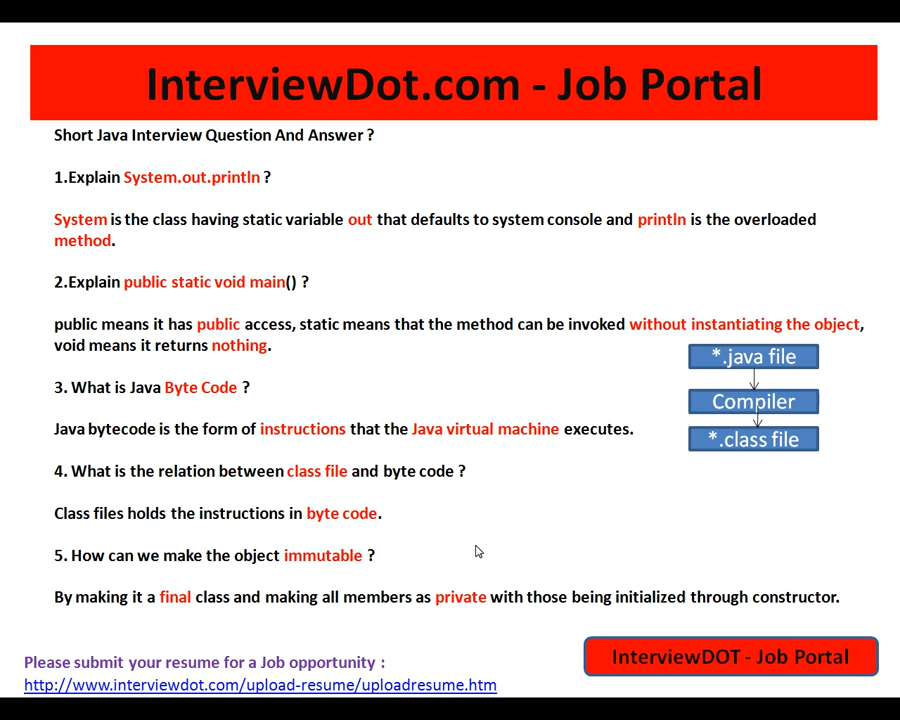 InterviewDot.com - Job Portal
Short Java Interview Question And Answer ?
1.Explain System.out.println ?
System is the class having static variable out that defaults to system console and println is the overloaded
method.
2.Explain public static void main() ?
public means it has public access, static means that the method can be invoked without instantiating the object,
void means it returns nothing.
*.java file
3. What is Java Byte Code ?
Compiler
Java bytecode is the form of instructions that the Java virtual machine executes.
*.class file
4. What is the relation between class file and byte code ?
Class files holds the instructions in byte code.
5. How can we make the object immutable ?
By making it a final class and making all members as private with those being initialized through constructor.
Please submit your resume for a Job opportunity :
http://www.interviewdot.com/upload-resume/uploadresume.htm
InterviewDOT - Job Portal